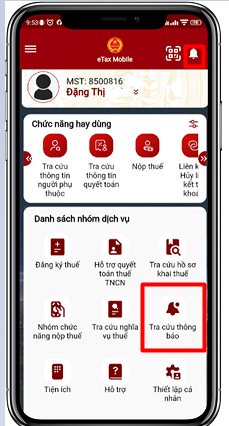 9:53
eTax Mobile
MST: 8500816
Đặng Thị
Chức năng hay dùng
Tra cứu
thông tin
người phụ
thuộc
Tra cứu
thông tin
quyết toán
Nộp thuế
Liên k
Hủy li
kết t
khoả
Danh sách nhóm dịch vụ
Đăng ký thuế
Hỗ trợ quyết
toán thuế
TNCN
Tra cứu hồ sơ
khai thuế
Nhóm chức
năng nộp thuế
Tra cứu nghĩa
vụ thuế
Tra cứu thông
báo
Tiện ích
Hỗ trợ
Thiết lập cá
nhân